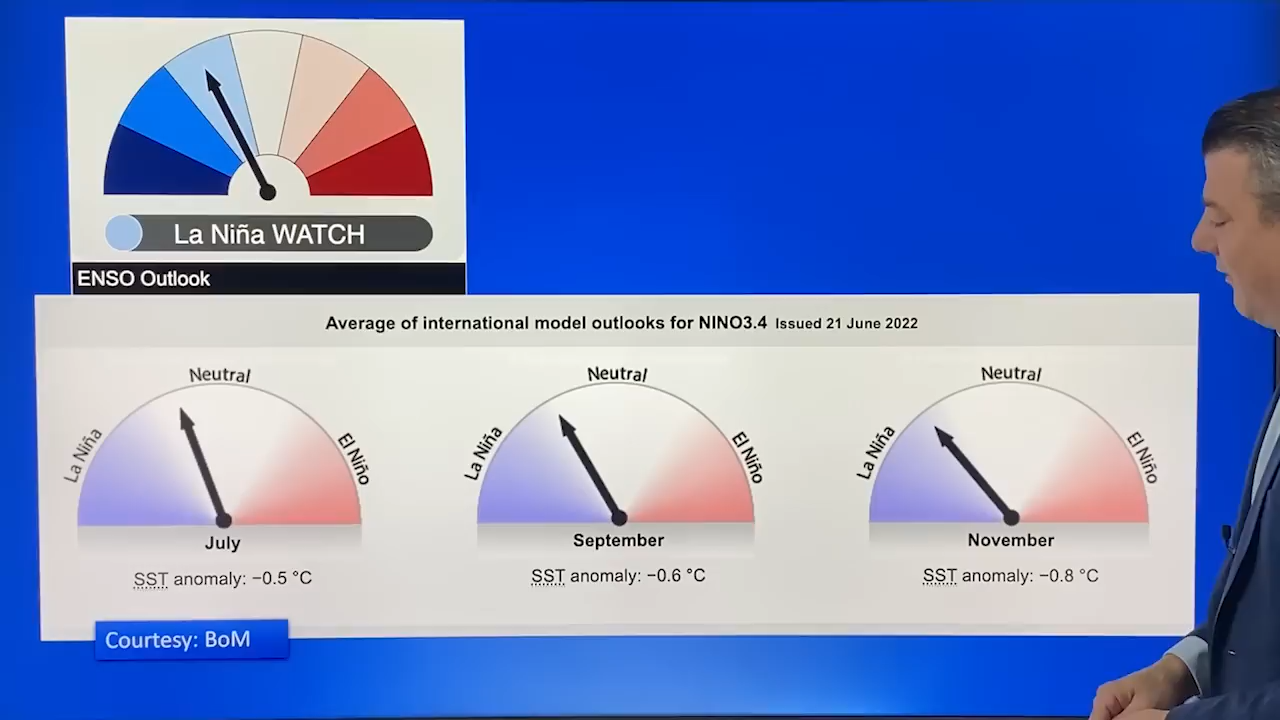 La Niña WATCH
ENSO Outlook
Average of international model outlooks for NINO3.4 Issued 21 June 2022
Neutral
La Niña
El Niño
July
SST anomaly: −0.5 °C
Neutral
La Niña
El Niño
September
SST anomaly: −0.6 °C
Neutral
La Niña
El Niño
November
SST anomaly: −0.8 °C
Courtesy: BoM